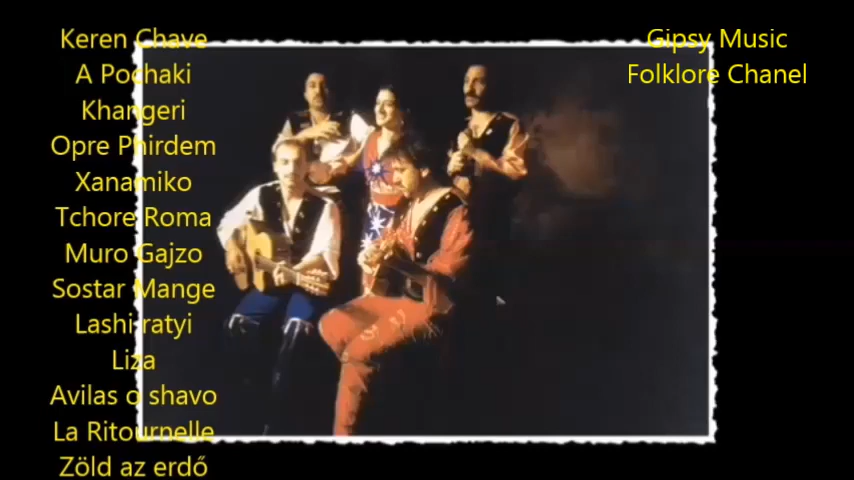 Keren Chave
A Pochaki
Khangeri
Opre Phirdem
Xanamiko
Tchore Roma
Muro Gajzo
Sostar Mange
Lashi ratyi
Liza
Avilas o shavo
La Ritournelle
Zöld az erdő
Gipsy Music
Folklore Chanel